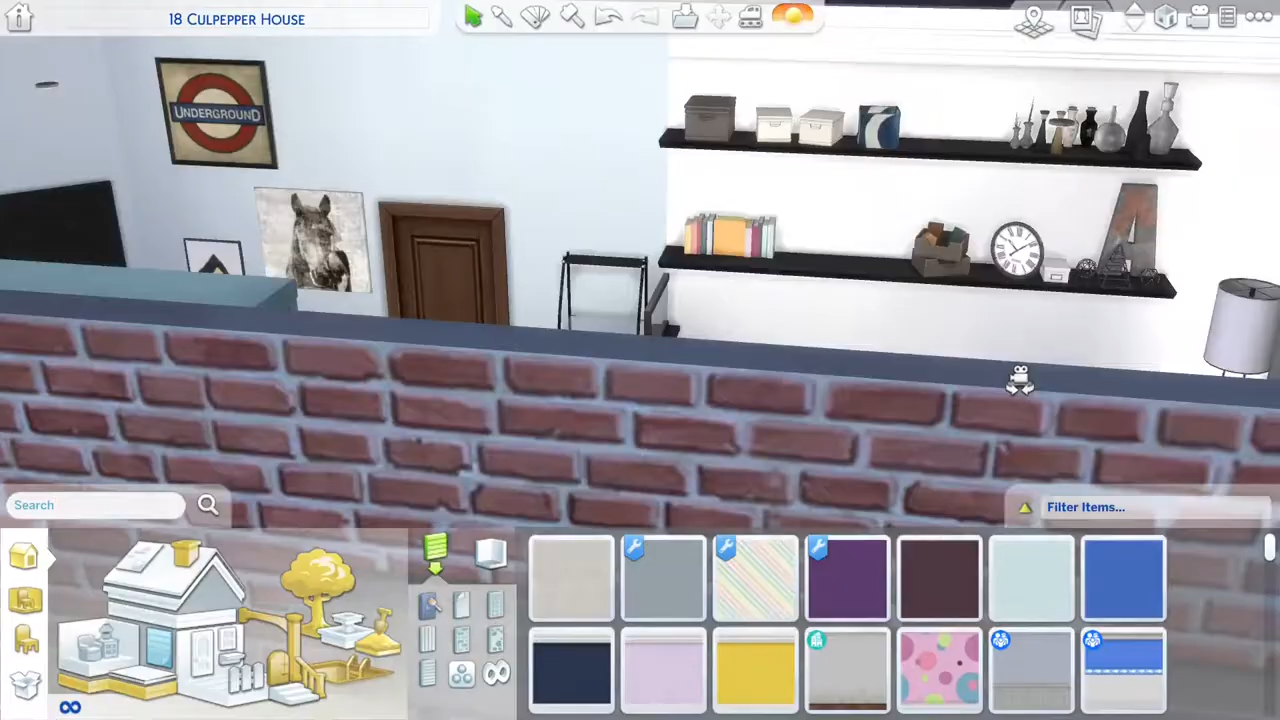 18 CULPEPPER HOUSE
UNDERGROUND
A
Search
Filter Items...